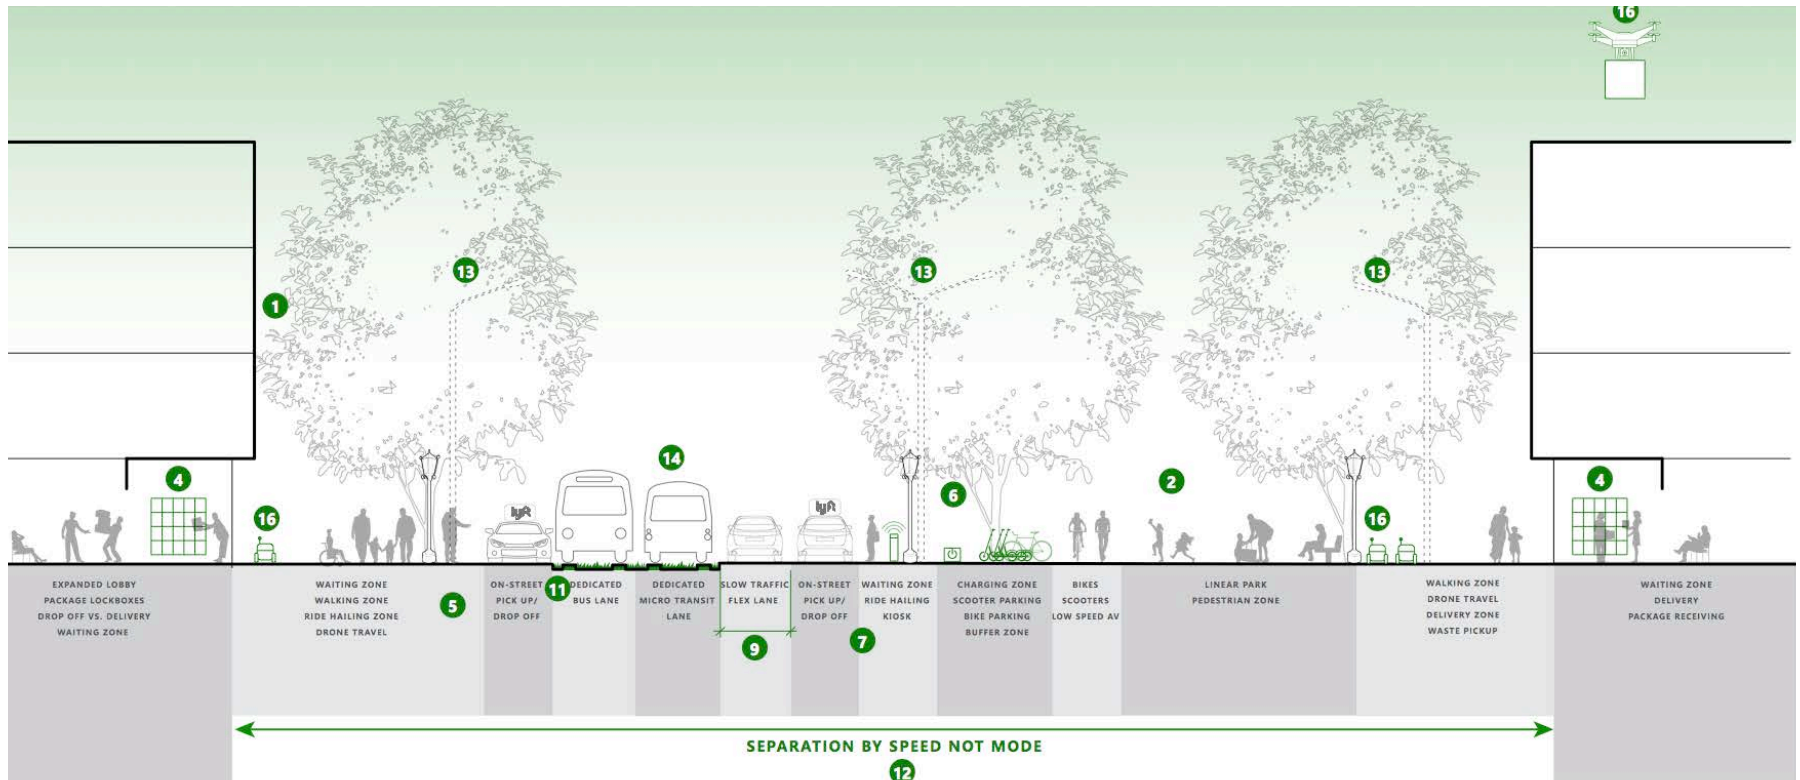 16
13
13
13
1
14
4
6
2
4
16
lyft
lyft
16
EXPANDED LOBBY
PACKAGE LOCKBOXES
DROP OFF VS. DELIVERY
WAITING ZONE
WAITING ZONE
WALKING ZONE
RIDE HAILING ZONE
DRONE TRAVEL
5
ON-STREET
PICK UP/
DROP OFF
11
DEDICATED
BUS LANE
DEDICATED
MICRO TRANSIT
LANE
SLOW TRAFFIC
FLEX LANE
9
ON-STREET
PICK UP/
DROP OFF
7
WAITING ZONE
RIDE HAILING
KIOSK
CHARGING ZONE
SCOOTER PARKING
BIKE PARKING
BUFFER ZONE
BIKES
SCOOTERS
LOW SPEED AV
LINEAR PARK
PEDESTRIAN ZONE
WALKING ZONE
DRONE TRAVEL
DELIVERY ZONE
WASTE PICKUP
WAITING ZONE
DELIVERY
PACKAGE RECEIVING
SEPARATION BY SPEED NOT MODE
12